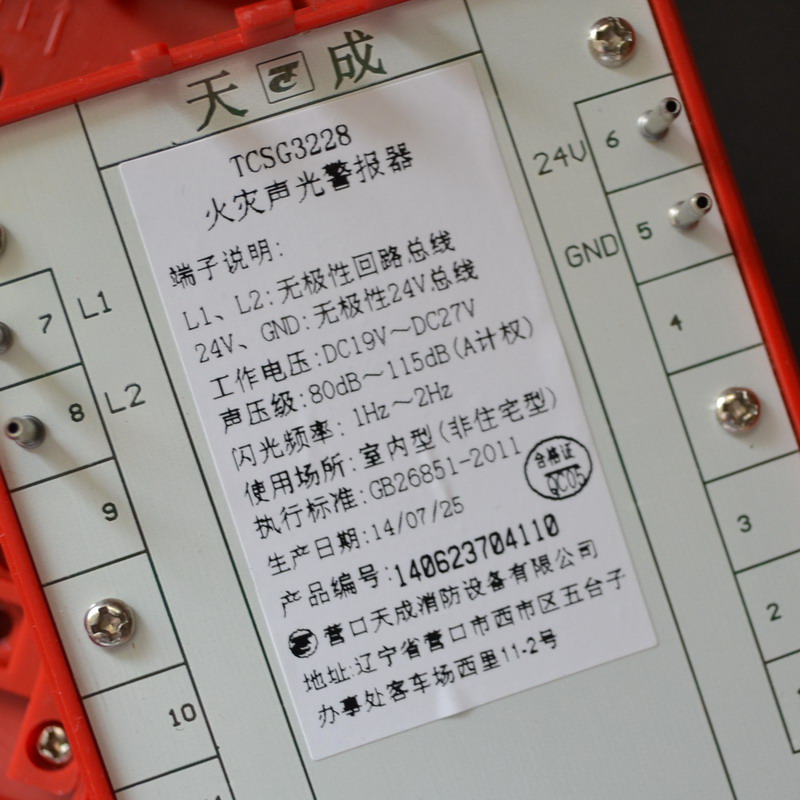 天 成
TCSG3228
火灾声光警报器
端子说明:
L1、L2:无极性回路总线
24V、GND:无极性24V总线
工作电压:DC19V～DC27V
声压级:80dB～115dB(A计权)
闪光频率: 1Hz～2Hz
使用场所:室内型(非住宅型)
执行标准:GB26851-2011
生产日期:14/07/25
合格证
QC05
产品编号:140623704110
营口天成消防设备有限公司
地址:辽宁省营口市西市区五台子
办事处客车场西里11-2号
7 L1
8 L2
9
10
24V 6
GND 5
4
3
2